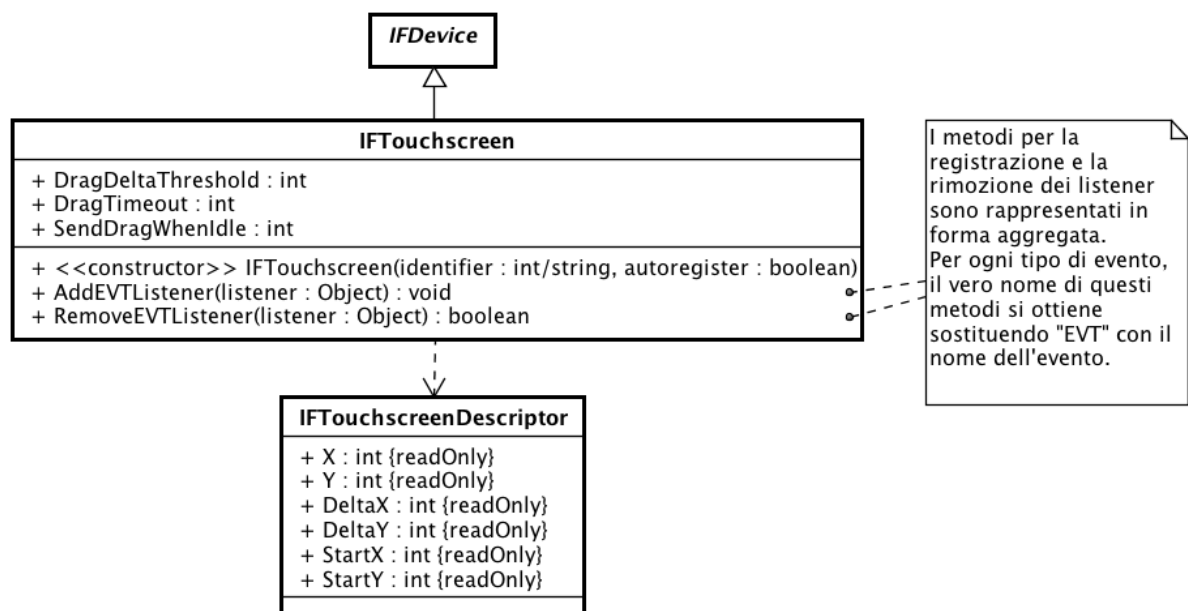 IFDevice
IFTouchscreen
+ DragDeltaThreshold : int
+ DragTimeout : int
+ SendDragWhenIdle : int
+ <<constructor>> IFTouchscreen(identifier : int/string, autoregister : boolean)
+ AddEVTListener(listener : Object) : void
+ RemoveEVTListener(listener : Object) : boolean
I metodi per la
registrazione e la
rimozione dei listener
sono rappresentati in
forma aggregata.
Per ogni tipo di evento,
il vero nome di questi
metodi si ottiene
sostituendo "EVT" con il
nome dell'evento.
IFTouchscreenDescriptor
+ X : int {readOnly}
+ Y : int {readOnly}
+ DeltaX : int {readOnly}
+ DeltaY : int {readOnly}
+ StartX : int {readOnly}
+ StartY : int {readOnly}